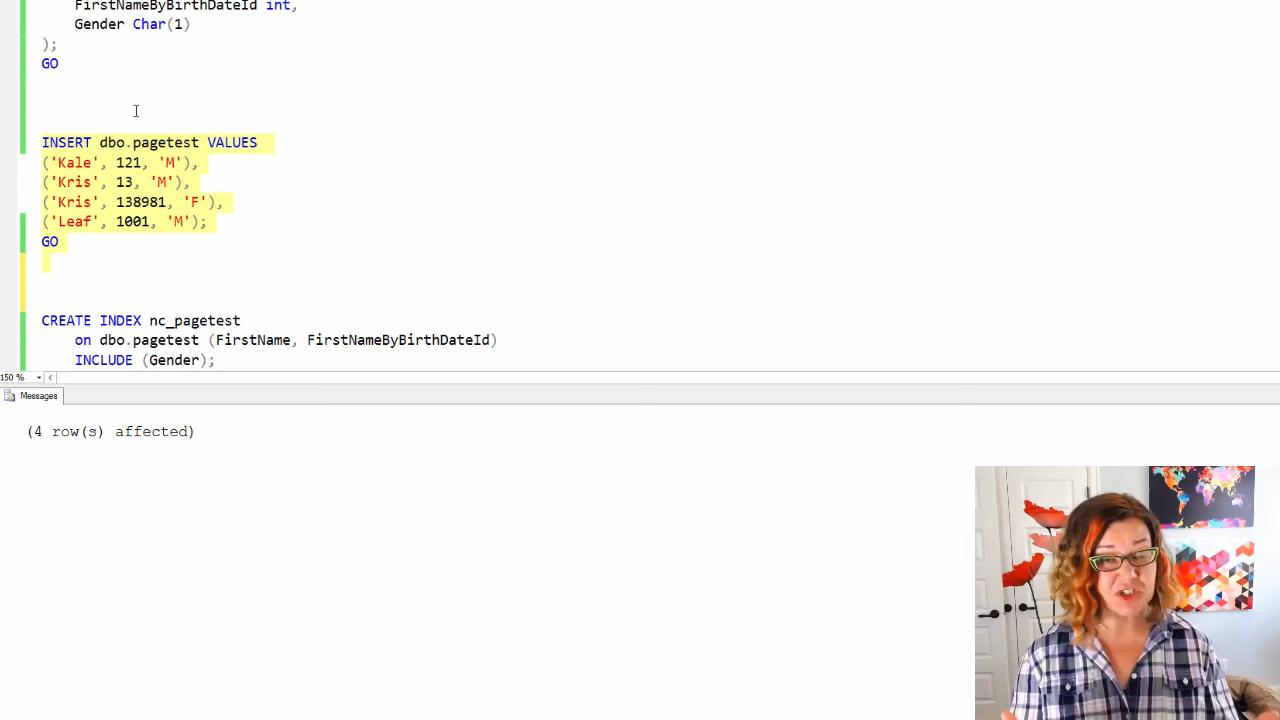 FirstNameByBirthDateId int,
Gender Char(1)
);
GO
INSERT dbo.pagetest VALUES
('Kale', 121, 'M'),
('Kris', 13, 'M'),
('Kris', 138981, 'F'),
('Leaf', 1001, 'M');
GO
CREATE INDEX nc_pagetest
on dbo.pagetest (FirstName, FirstNameByBirthDateId)
INCLUDE (Gender);
150 %
Messages
(4 row(s) affected)